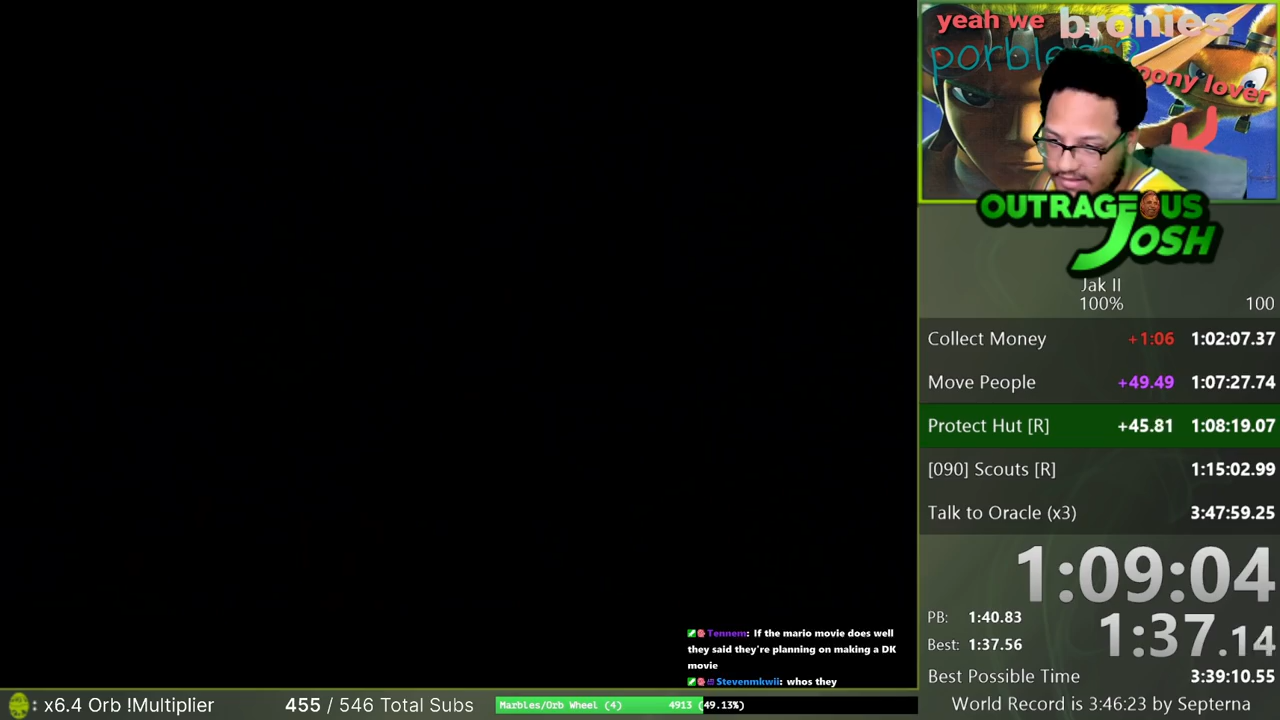 yeah we bronies
porblem?
pony lover
OUTRAGEOUS
JOSH
Jak II
100% 100
Collect Money +1:06 1:02:07.37
Move People +49.49 1:07:27.74
Protect Hut [R] +45.81 1:08:19.07
[090] Scouts [R] 1:15:02.99
Talk to Oracle (x3) 3:47:59.25
1:09:04
PB: 1:40.83
Best: 1:37.56
1:37.14
Best Possible Time 3:39:10.55
World Record is 3:46:23 by Septerna
Tennem: If the mario movie does well
they said they're planning on making a DK
movie
Stevenmkwii: whos they
: x6.4 Orb !Multiplier 455 / 546 Total Subs Marbles/Orb Wheel (4) 4913 (49.13%)